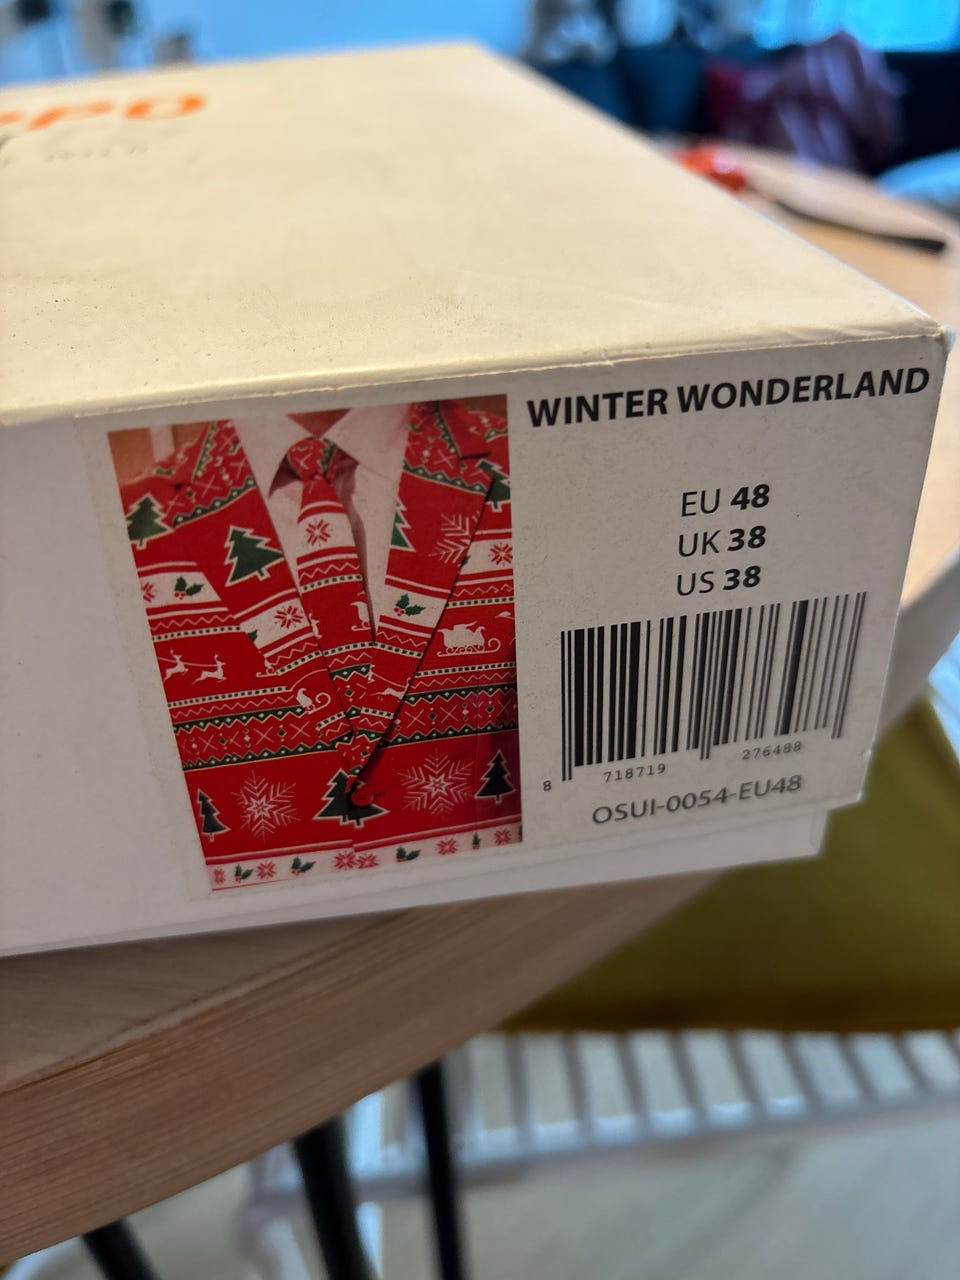 WINTER WONDERLAND
EU 48
UK 38
US 38
8 718719 276488
OSUI-0054-EU48